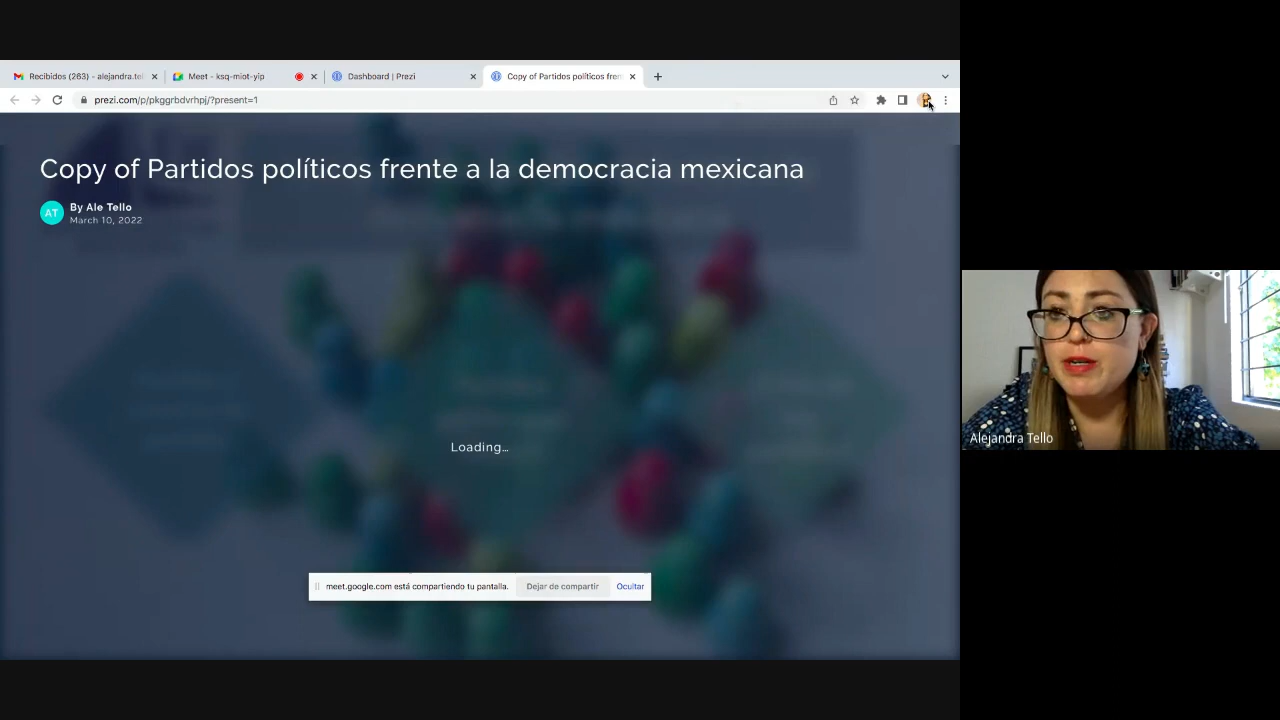 Recibidos (263) - alejandra.tel
Meet - ksq-miot-yip
Dashboard | Prezi
Copy of Partidos políticos fren
prezi.com/p/pkggrbdvrhpj/?present=1
Copy of Partidos políticos frente a la democracia mexicana
AT
By Ale Tello
March 10, 2022
Loading...
meet.google.com está compartiendo tu pantalla.
Dejar de compartir
Ocultar
Alejandra Tello